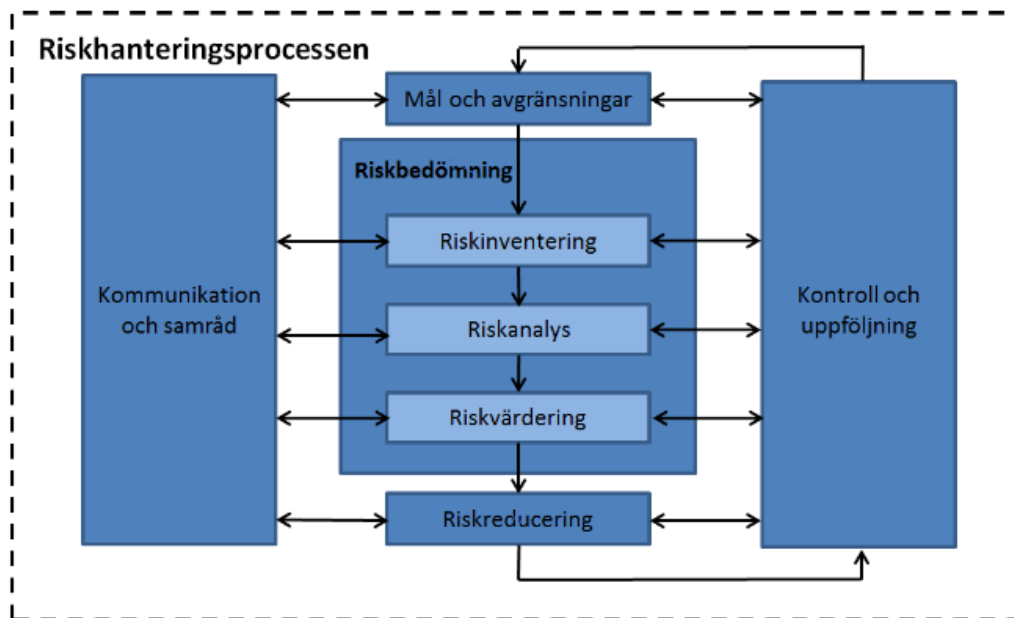 Riskhanteringsprocessen
Mål och avgränsningar
Riskbedömning
Riskinventering
Kommunikation
och samråd
Riskanalys
Kontroll och
uppföljning
Riskvärdering
Riskreducering